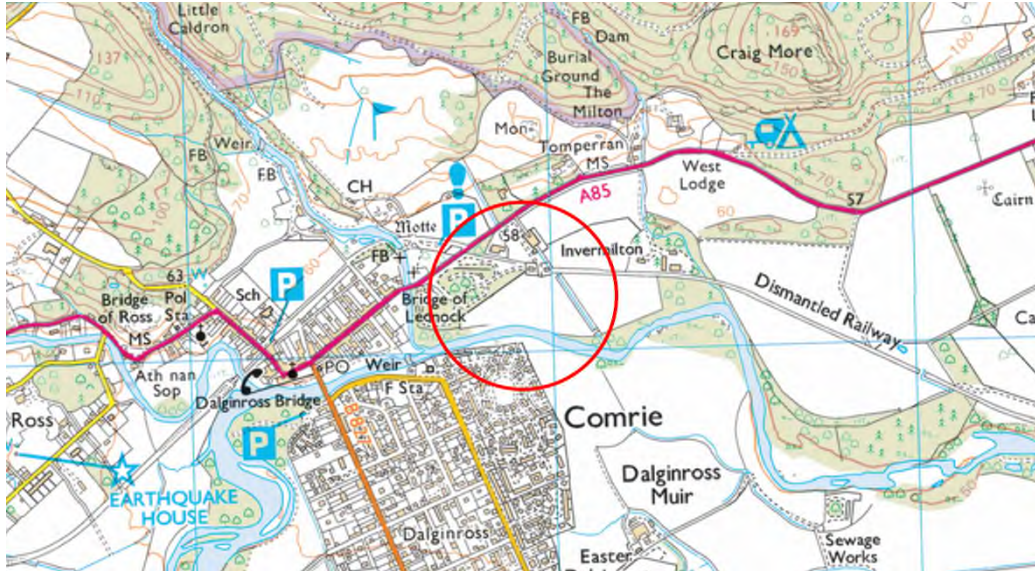 Little
Caldron
137
110
FB
Weir
FB
100
70
CH
Motte
FB
P
FB
Dam
Burial
Ground
The
Milton
Mon
Tomperran
MS
169
Craig More
150
100
70
West
Lodge
A85
57
Cairn
60
58
Invermilton
Dismantled Railway
63
W
60
Bridge
of Ross
Pol
Sta
Sch
P
MS
Bridge of
Lednock
PO
Weir
F Sta
Ath nan
Sop
Dalginross Bridge
B827
P
Ross
EARTHQUAKE
HOUSE
Comrie
Dalginross
Muir
Dalginross
Easter
Sewage
Works